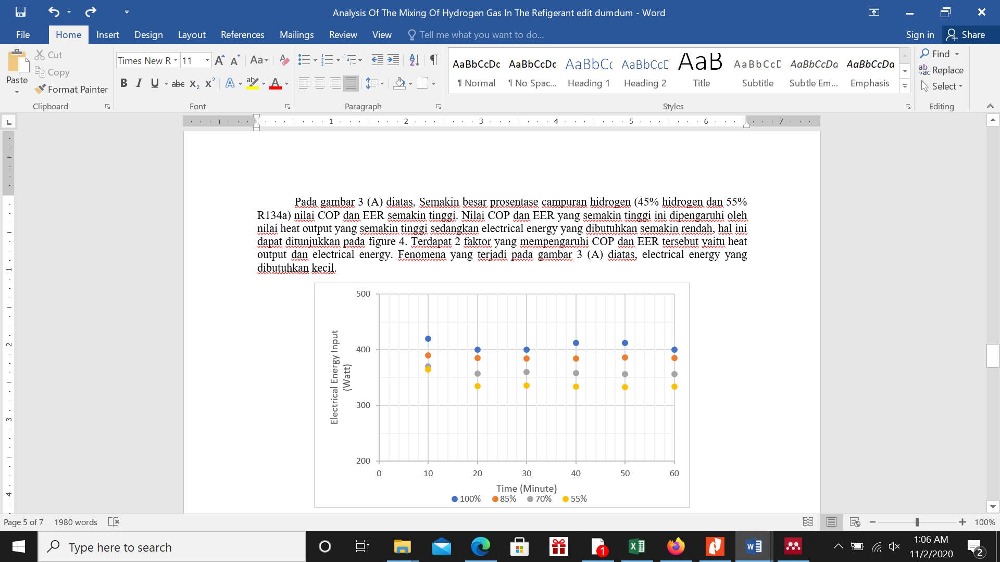 Analysis Of The Mixing Of Hydrogen Gas In The Refigerant edit dumdum - Word
File Home Insert Design Layout References Mailings Review View Tell me what you want to do... Sign in Share
Paste
Cut
Copy
Format Painter
Clipboard
Times New R 11
Font
Paragraph
AaBbCcDc AaBbCcDc AaBbCc AaBbCcD AaB AaBbCcD AaBbCcDa AaBbCcDa
¶ Normal ¶ No Spac... Heading 1 Heading 2 Title Subtitle Subtle Em... Emphasis
Styles
Find
Replace
Select
Editing
1 2 3 4 5 6 7
Pada gambar 3 (A) diatas, Semakin besar prosentase campuran hidrogen (45% hidrogen dan 55%
R134a) nilai COP dan EER semakin tinggi. Nilai COP dan EER yang semakin tinggi ini dipengaruhi oleh
nilai heat output yang semakin tinggi sedangkan electrical energy yang dibutuhkan semakin rendah, hal ini
dapat ditunjukkan pada figure 4. Terdapat 2 faktor yang mempengaruhi COP dan EER tersebut yaitu heat
output dan electrical energy. Fenomena yang terjadi pada gambar 3 (A) diatas, electrical energy yang
dibutuhkan kecil.
500
400
300
200
Electrical Energy Input
(Watt)
0 10 20 30 40 50 60
Time (Minute)
100% 85% 70% 55%
1
2
3
4
Page 5 of 7 1980 words 100%
Type here to search
1
1:06 AM
11/2/2020
2